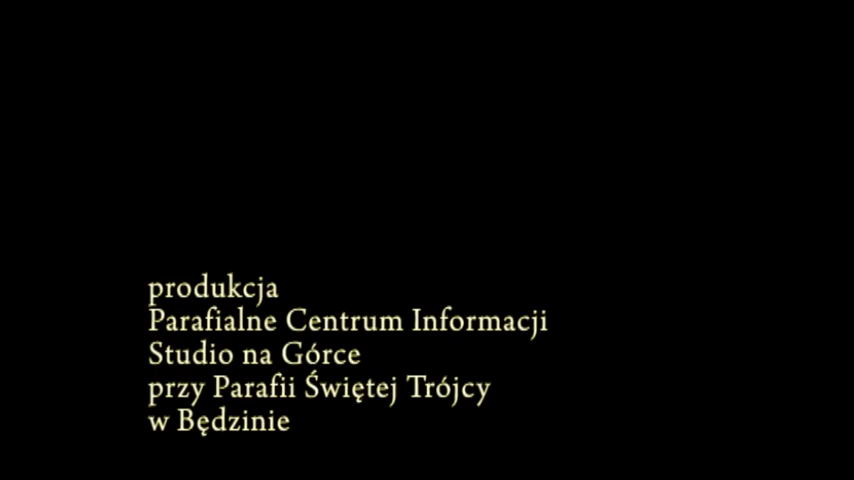 produkcja
Parafialne Centrum Informacji
Studio na Górce
przy Parafii Świętej Trójcy
w Będzinie